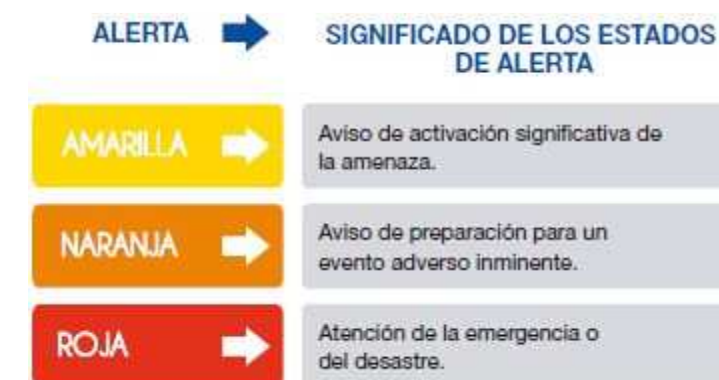 ALERTA
SIGNIFICADO DE LOS ESTADOS
DE ALERTA
AMARILLA
Aviso de activación significativa de
la amenaza.
NARANJA
Aviso de preparación para un
evento adverso inminente.
ROJA
Atención de la emergencia o
del desastre.